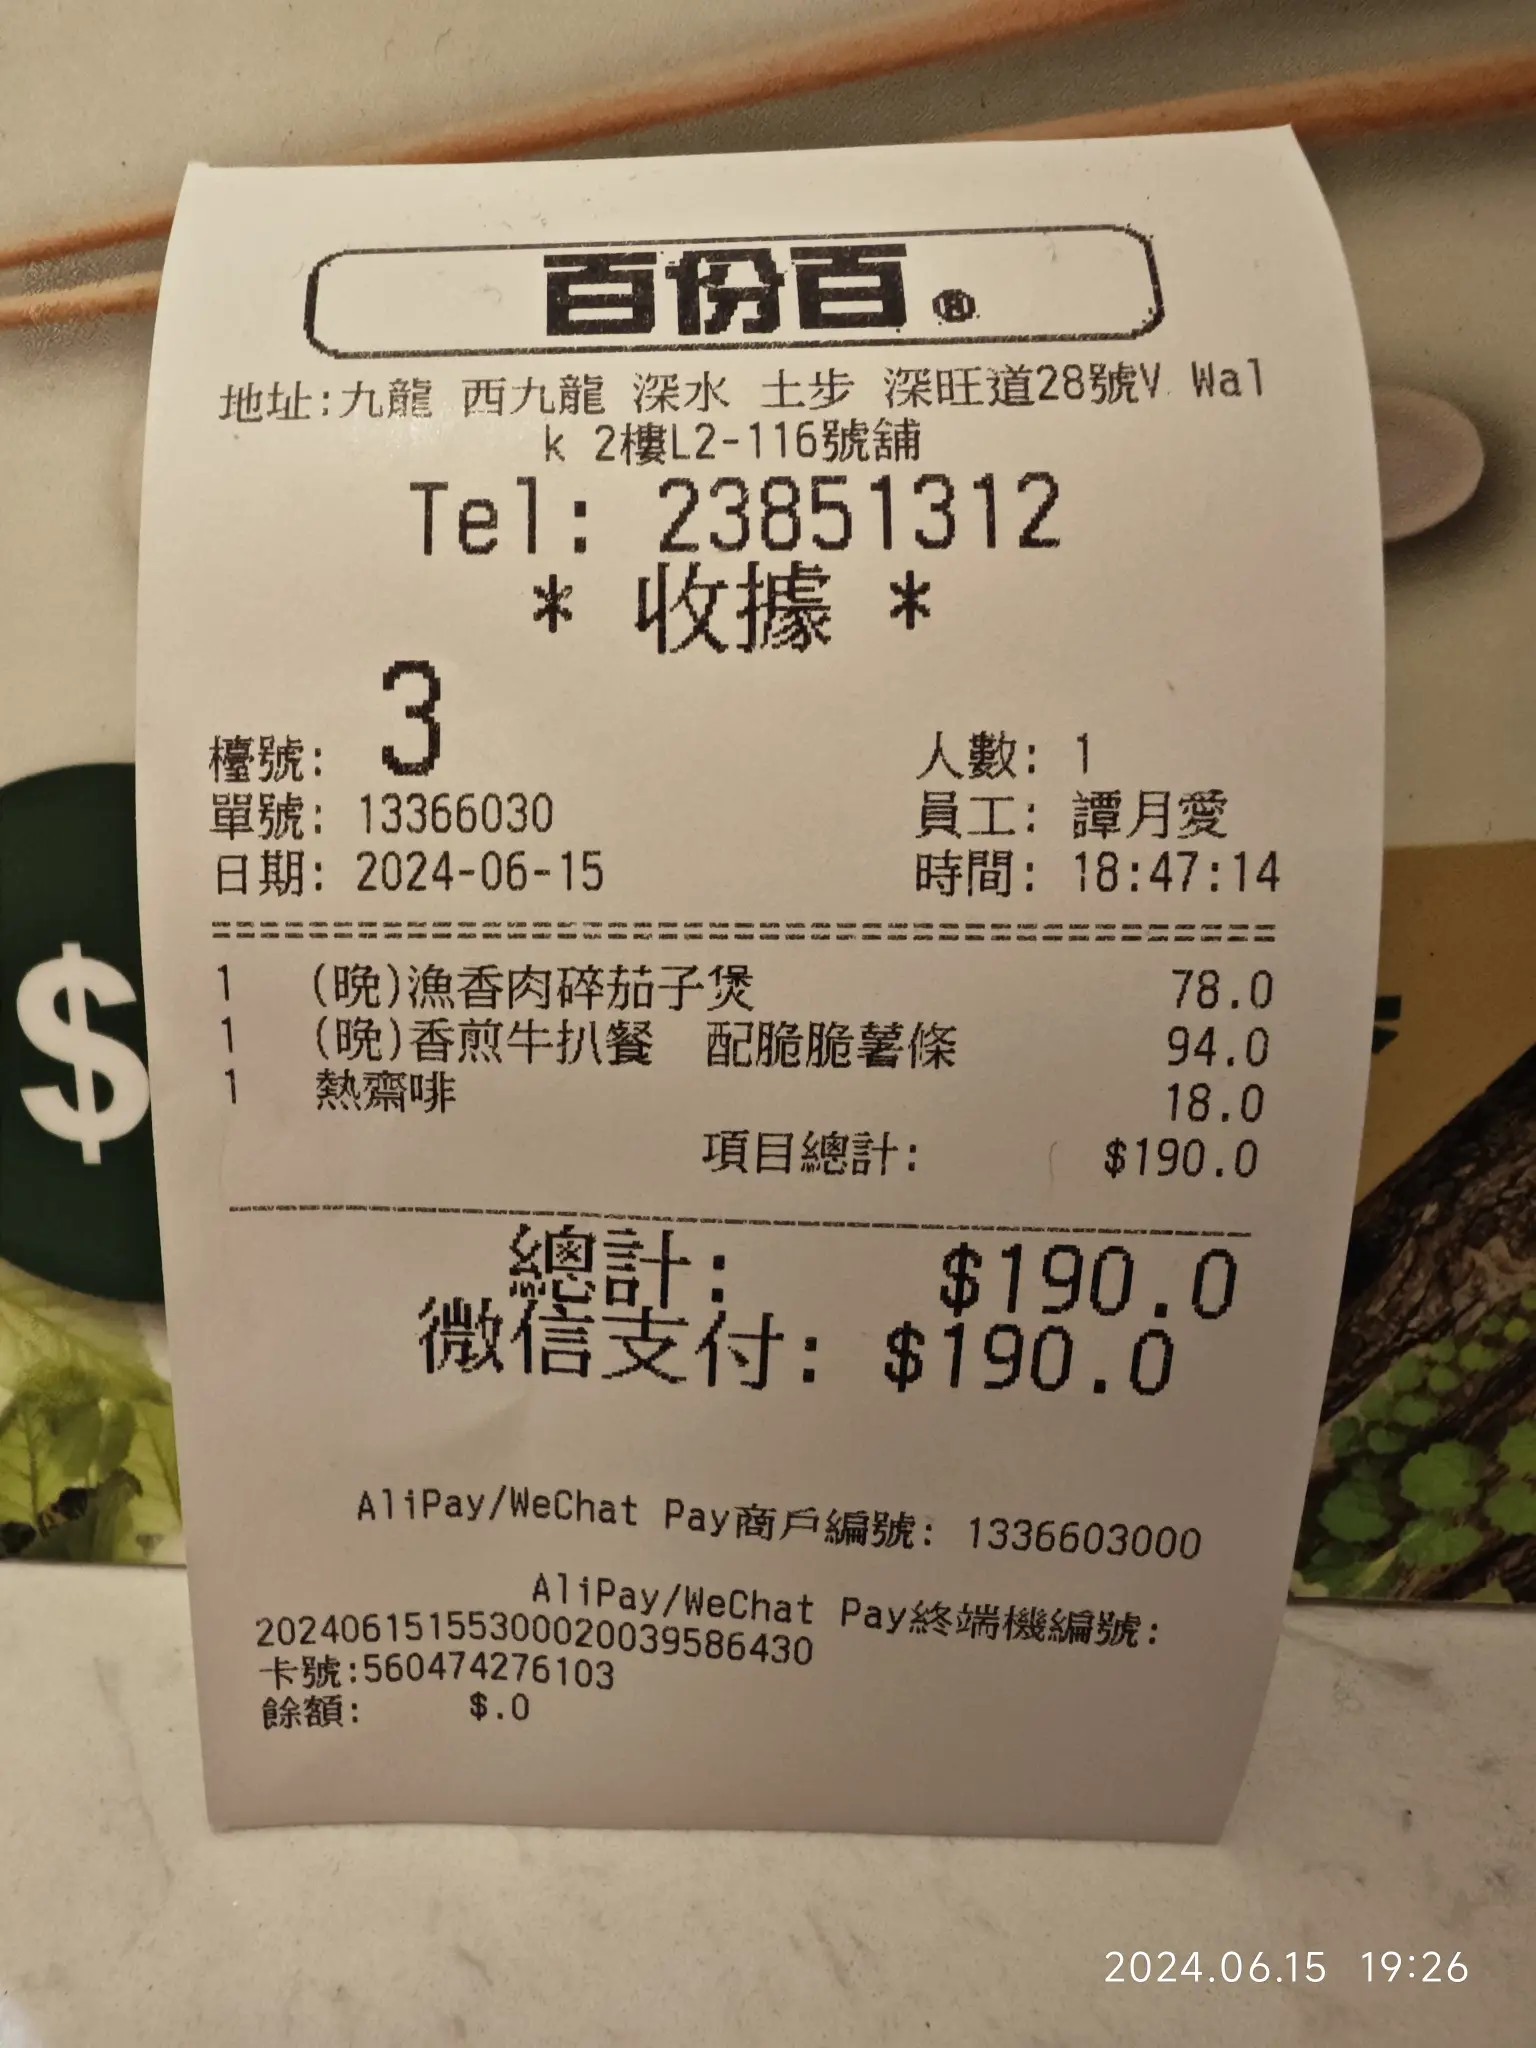 百份百®
地址:九龍 西九龍 深水 土步 深旺道28號V Wal
k 2樓L2-116號舖
Tel: 23851312
* 收據 *
檯號: 3 人數: 1
單號: 13366030 員工: 譚月愛
日期: 2024-06-15 時間: 18:47:14
1 (晚)漁香肉碎茄子煲 78.0
1 (晚)香煎牛扒餐 配脆脆薯條 94.0
1 熱齋啡 18.0
項目總計: $190.0
總計: $190.0
微信支付: $190.0
AliPay/WeChat Pay商戶編號: 1336603000
AliPay/WeChat Pay終端機編號:
20240615155300020039586430
卡號:560474276103
餘額: $.0
$
2024.06.15 19:26